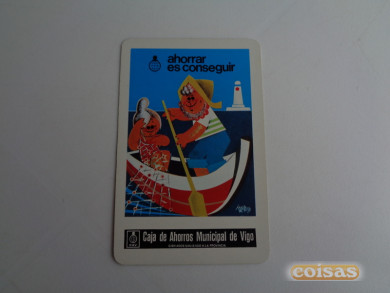 ahorrar
es conseguir
Caja de Ahorros Municipal de Vigo
coisas